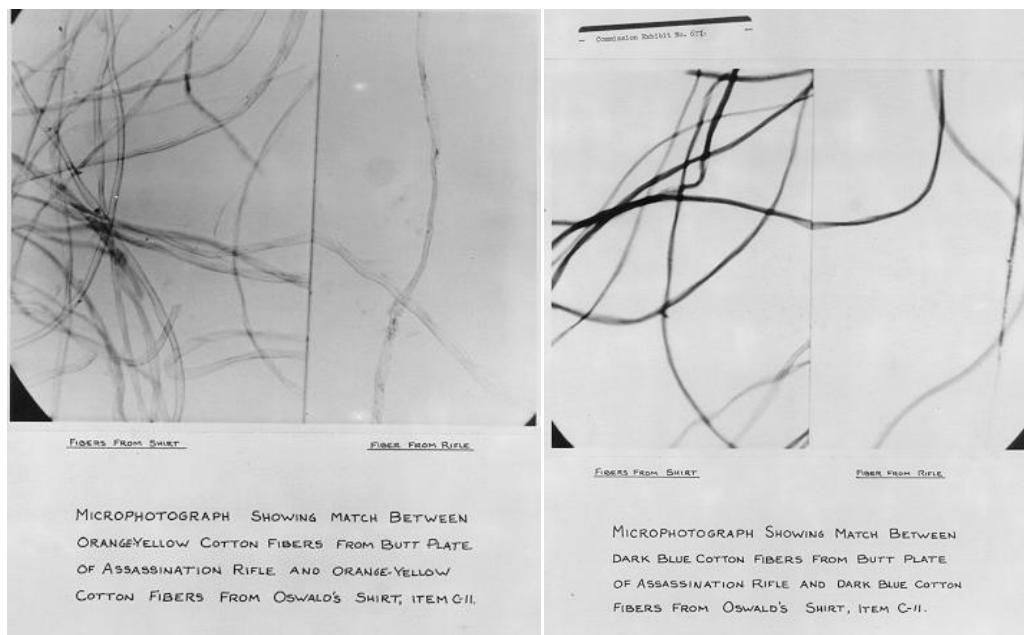 FIBERS FROM SHIRT
FIBER FROM RIFLE
MICROPHOTOGRAPH SHOWING MATCH BETWEEN
ORANGE-YELLOW COTTON FIBERS FROM BUTT PLATE
OF ASSASSINATION RIFLE AND ORANGE-YELLOW
COTTON FIBERS FROM OSWALD'S SHIRT, ITEM C-11.
Commission Exhibit No.
FIBERS FROM SHIRT
FIBER FROM RIFLE
MICROPHOTOGRAPH SHOWING MATCH BETWEEN
DARK BLUE COTTON FIBERS FROM BUTT PLATE
OF ASSASSINATION RIFLE AND DARK BLUE COTTON
FIBERS FROM OSWALD'S SHIRT, ITEM C-11.